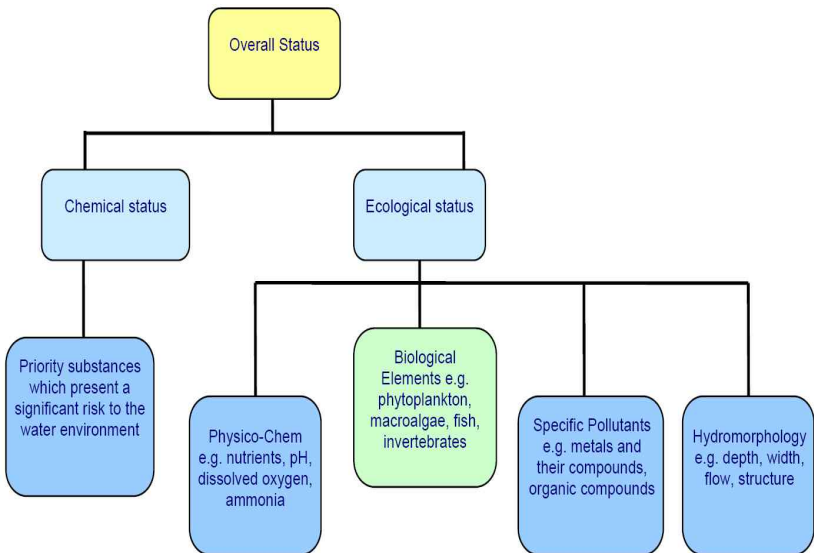 Overall Status
Chemical status
Ecological status
Priority substances
which present a
significant risk to the
water environment
Physico-Chem
e.g. nutrients, pH,
dissolved oxygen,
ammonia
Biological
Elements e.g.
phytoplankton,
macroalgae, fish,
invertebrates
Specific Pollutants
e.g. metals and
their compounds,
organic compounds
Hydromorphology
e.g. depth, width,
flow, structure